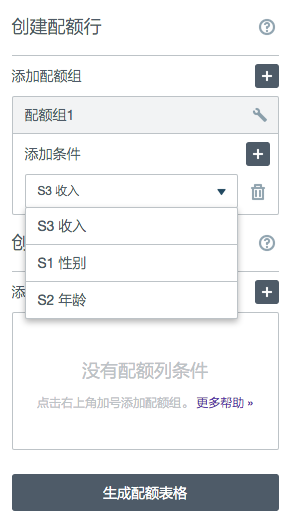 创建配额行
添加配额组
配额组1
添加条件
S3 收入
S3 收入
S1 性别
S2 年龄
创
添
没有配额列条件
点击右上角加号添加配额组。 更多帮助 »
生成配额表格